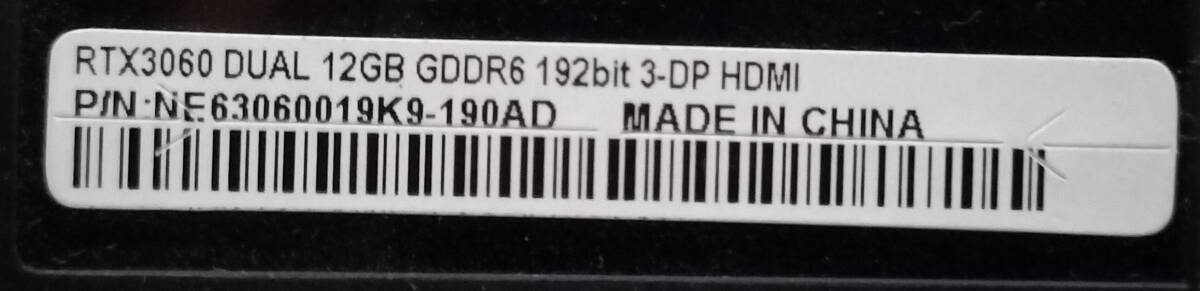 RTX3060 DUAL 12GB GDDR6 192bit 3-DP HDMI
P/N:NE63060019K9-190AD MADE IN CHINA